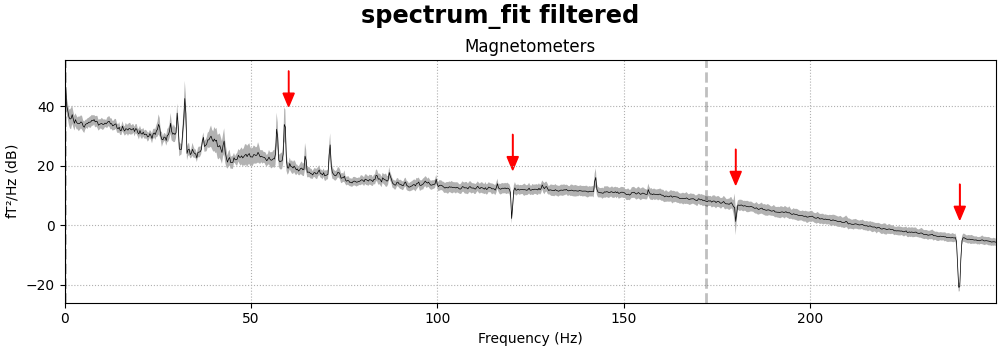 spectrum_fit filtered
Magnetometers
fT²/Hz (dB)
40
20
0
−20
0
50
100
150
200
Frequency (Hz)